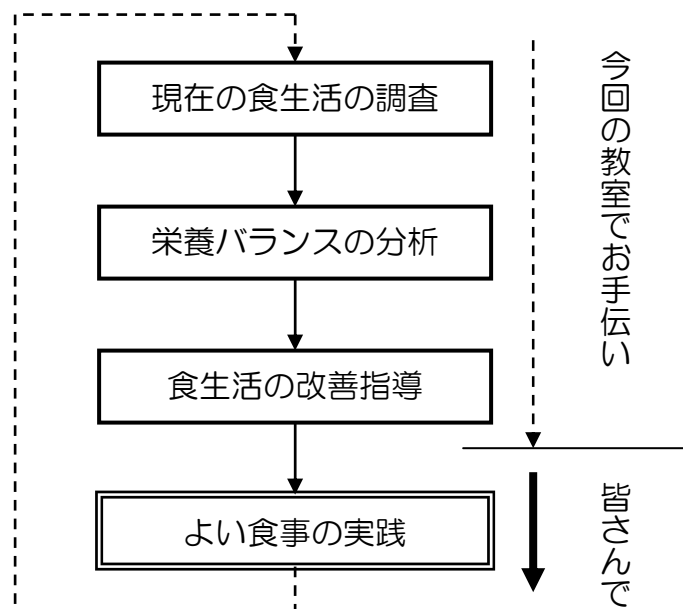 現在の食生活の調査
栄養バランスの分析
食生活の改善指導
よい食事の実践
今回の教室でお手伝い
皆さんで